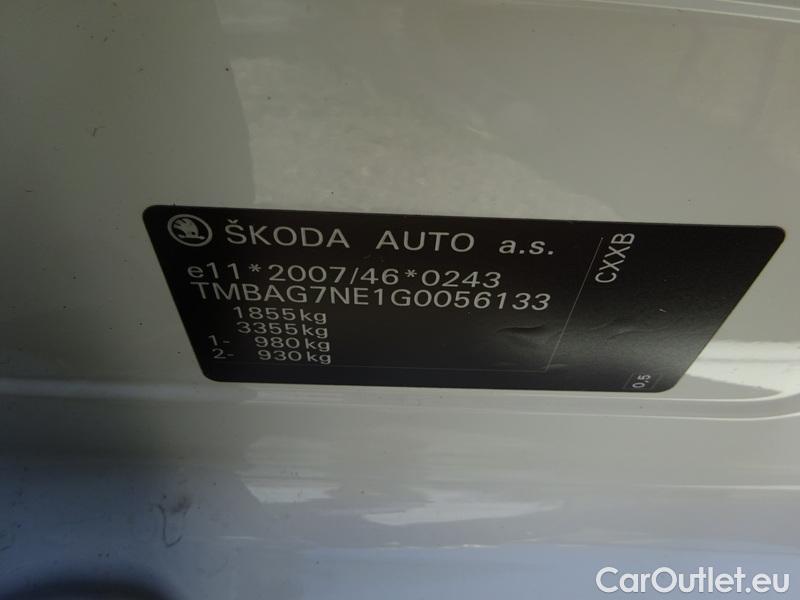 ŠKODA AUTO a.s.
e11*2007/46*0243
TMBAG7NE1G0056133
1855kg
3355kg
1- 980kg
2- 930kg
CXXB
0,5
CarOutlet.eu